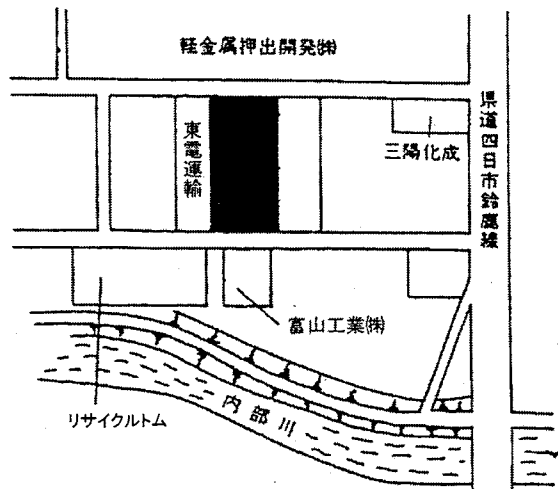 軽金属押出開発㈱
東電運輸
三陽化成
県道四日市鈴鹿線
富山工業㈱
リサイクルトム
内部川